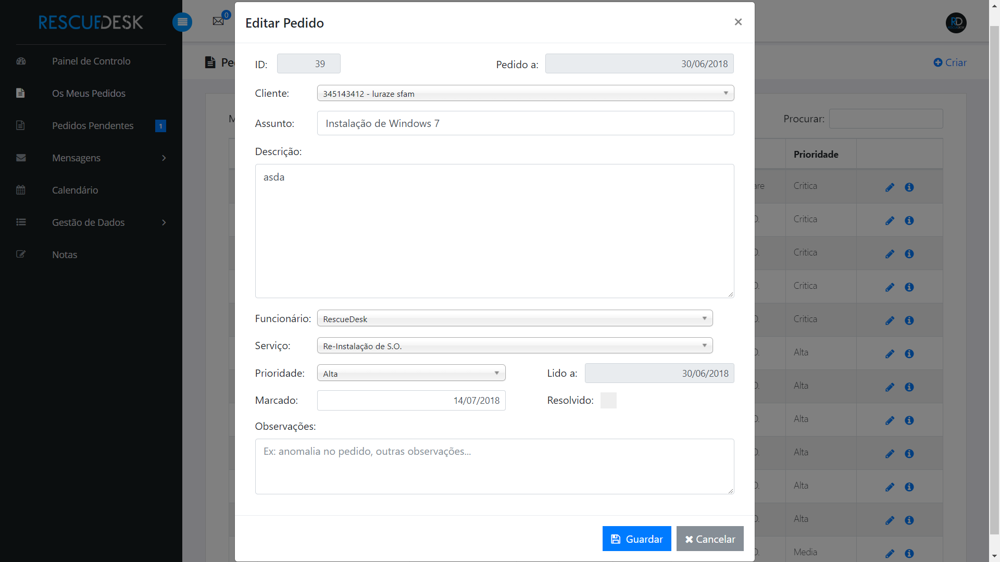 RESCUEDESK
0
Editar Pedido
×
RD
Painel de Controlo
Os Meus Pedidos
Pedidos Pendentes 1
Mensagens
Calendário
Gestão de Dados
Notas
Criar
Procurar:
Prioridade
ID: 39
Pedido a: 30/06/2018
Cliente: 345143412 - luraze sfam
Assunto: Instalação de Windows 7
Descrição:
asda
Funcionário: RescueDesk
Serviço: Re-Instalação de S.O.
Prioridade: Alta
Lido a: 30/06/2018
Marcado: 14/07/2018
Resolvido:
Observações:
Ex: anomalia no pedido, outras observações...
Guardar
Cancelar
Critica
Critica
Critica
Critica
Critica
Alta
Alta
Alta
Alta
Alta
Alta
Media